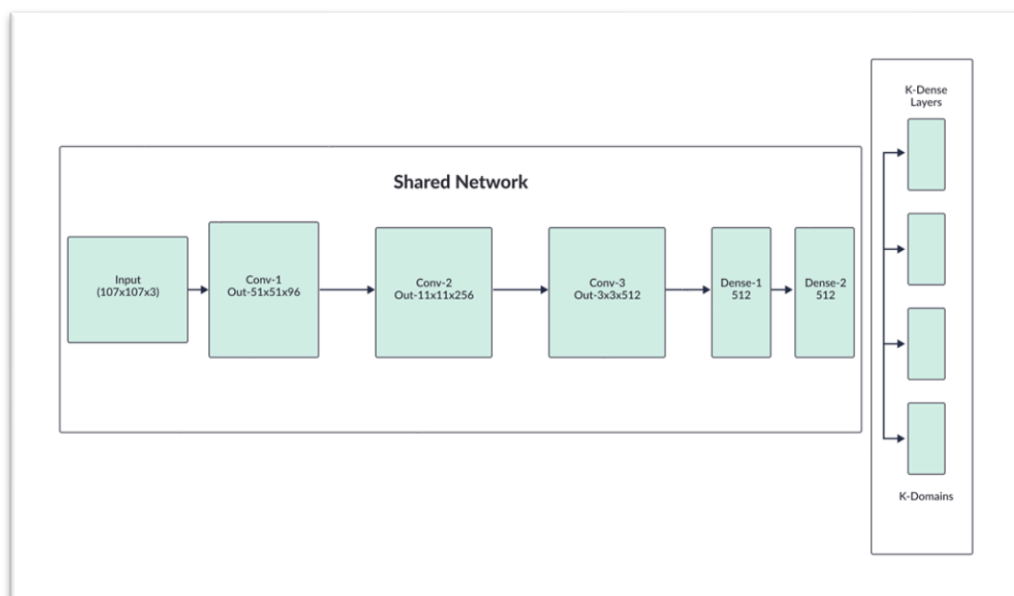 Shared Network
Input
(107x107x3)
Conv-1
Out-51x51x96
Conv-2
Out-11x11x256
Conv-3
Out-3x3x512
Dense-1
512
Dense-2
512
K-Dense
Layers
K-Domains